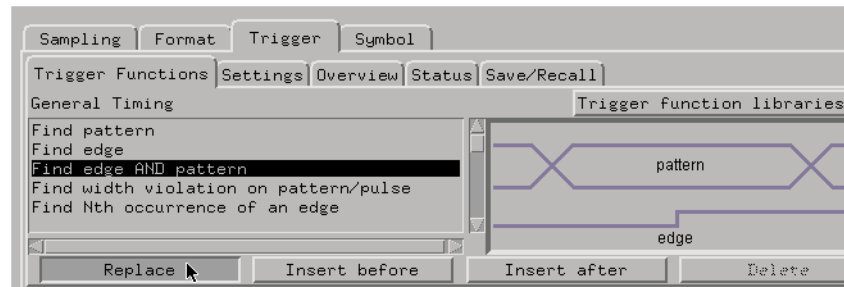 Sampling Format Trigger Symbol
Trigger Functions Settings Overview Status Save/Recall
General Timing Trigger function libraries
Find pattern
Find edge
Find edge AND pattern
Find width violation on pattern/pulse
Find Nth occurrence of an edge
pattern
edge
Replace Insert before Insert after Delete